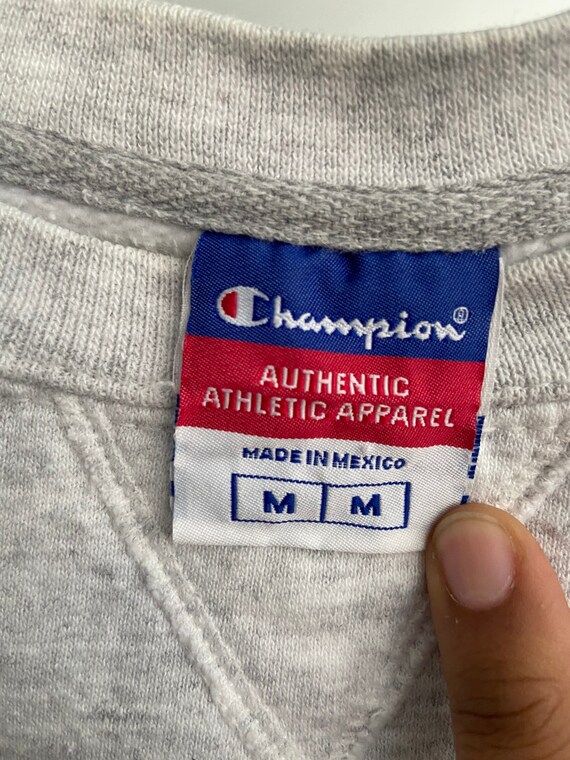 Champion®
AUTHENTIC
ATHLETIC APPAREL
MADE IN MEXICO
M M